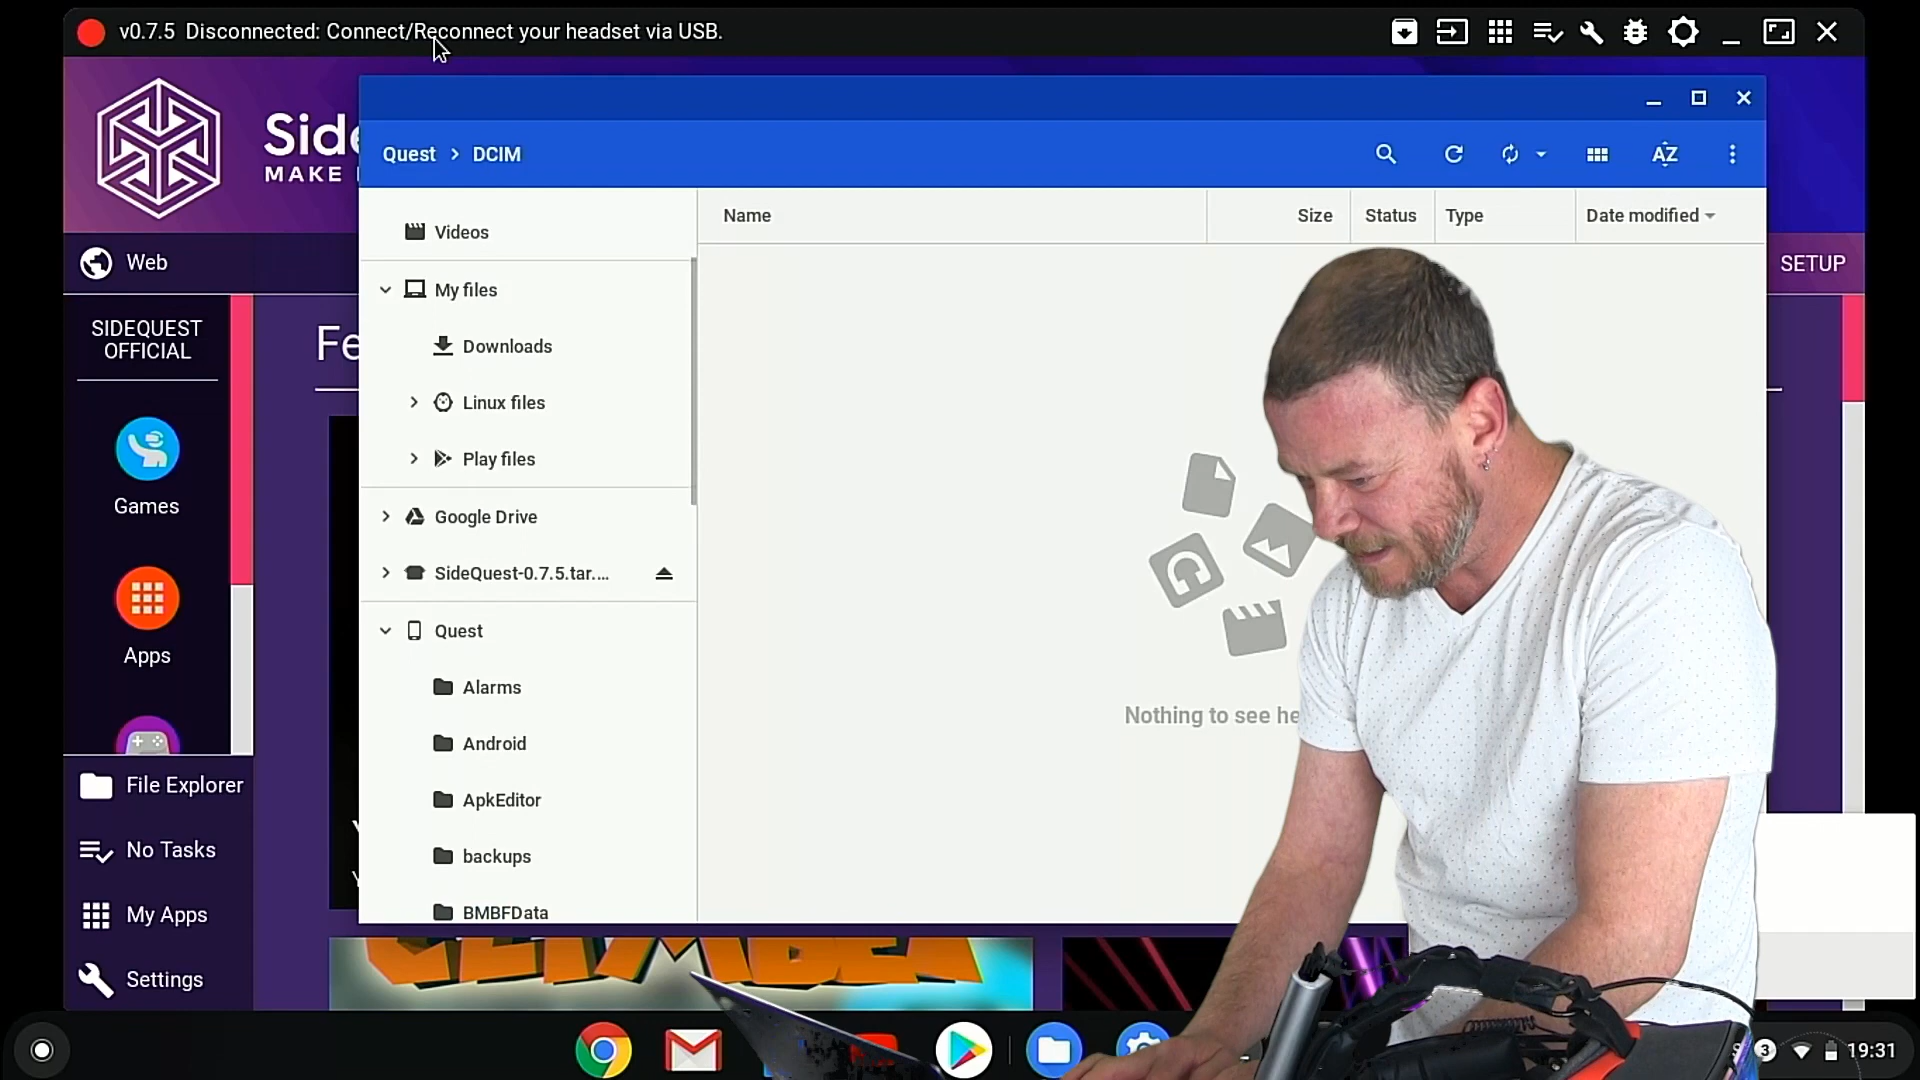 v0.7.5 Disconnected: Connect/Reconnect your headset via USB.
Side
MAKE
Quest > DCIM
Web
SETUP
Name
Size
Status
Type
Date modified
Videos
My files
SIDEQUEST
OFFICIAL
Fe
Downloads
Linux files
Games
Play files
Google Drive
SideQuest-0.7.5.tar....
Quest
Apps
Alarms
Nothing to see he
Android
File Explorer
ApkEditor
No Tasks
backups
My Apps
BMBFData
Settings
3
19:31